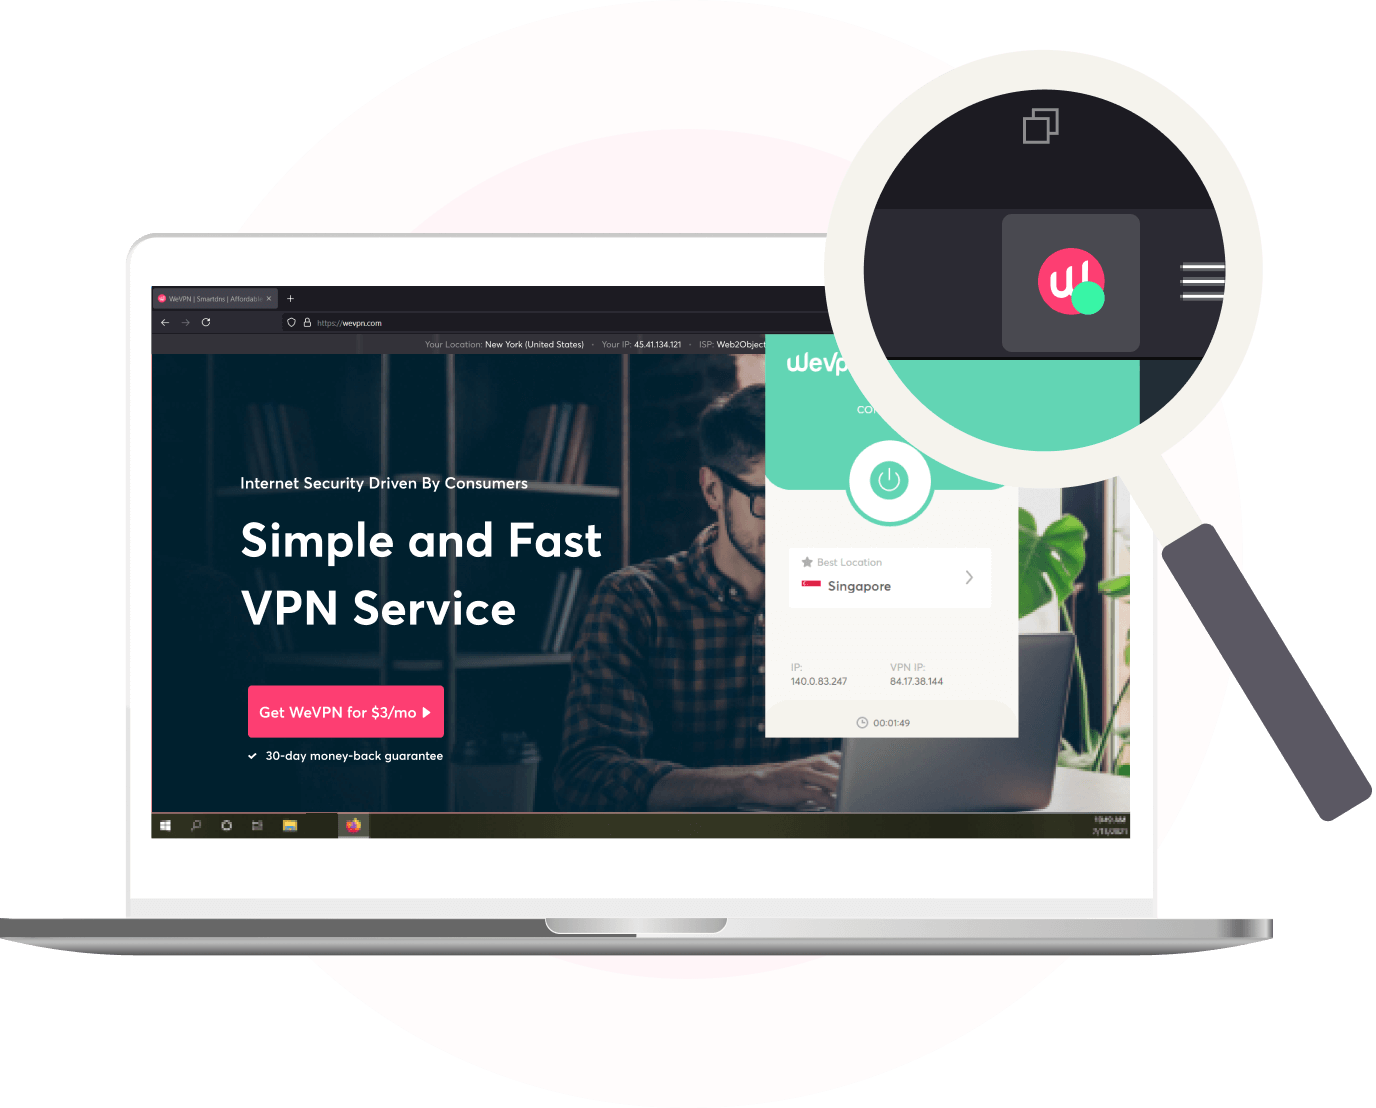 WeVPN | Smartdns | Affordable
https://wevpn.com
Your Location: New York (United States) · Your IP: 45.41.134.121 · ISP: Web2Object
WeVp
Internet Security Driven By Consumers
Simple and Fast
VPN Service
Get WeVPN for $3/mo
30-day money-back guarantee
Best Location
Singapore
IP: VPN IP:
140.0.83.247 84.17.38.144
00:01:49